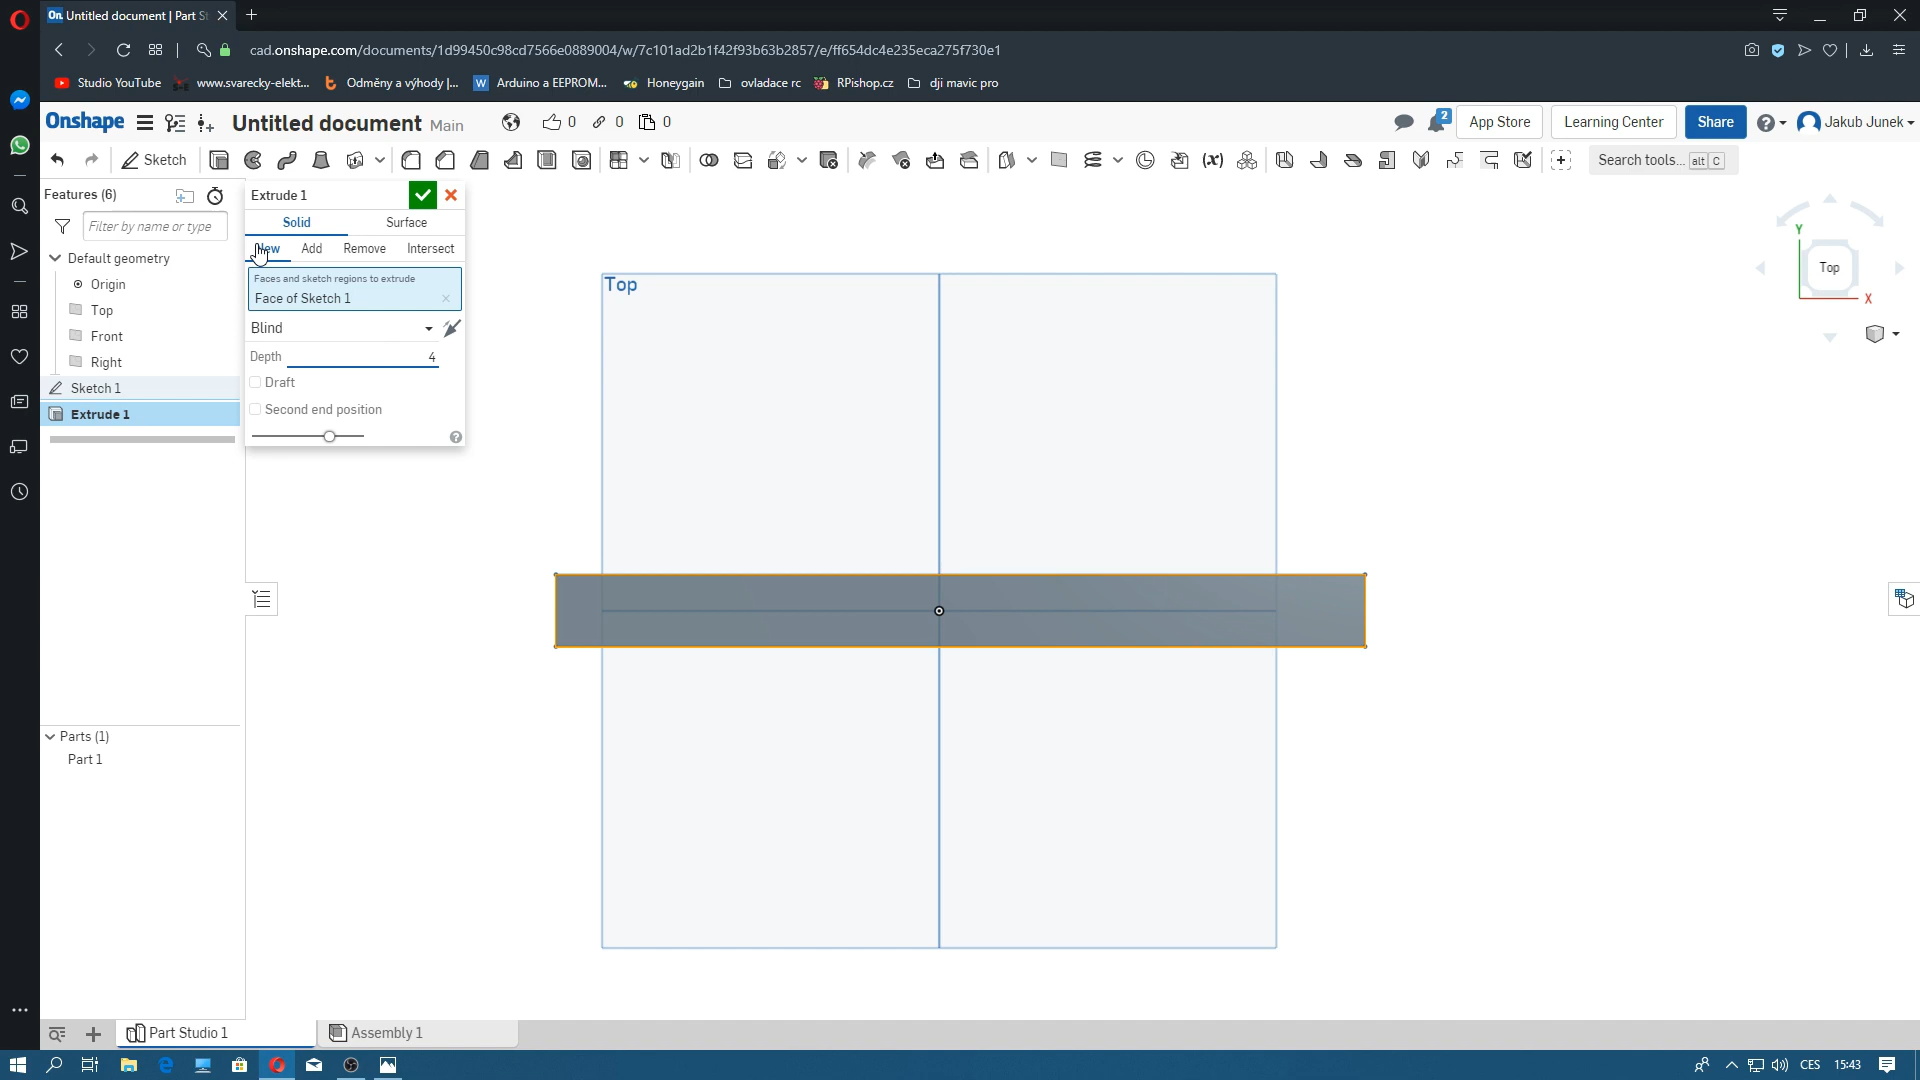 Untitled document | Part St
cad.onshape.com/documents/1d99450c98cd7566e0889004/w/7c101ad2b1f42f93b63b2857/e/ff654dc4e235eca275f730e1
Studio YouTube www.svarecky-elekt... Odměny a výhody |... Arduino a EEPROM... Honeygain ovladace rc RPishop.cz dji mavic pro
Onshape Untitled document Main 0 0 0 2 App Store Learning Center Share Jakub Junek
Sketch Search tools... alt C
Features (6)
Filter by name or type
Default geometry
Origin
Top
Front
Right
Sketch 1
Extrude 1
Extrude 1
Solid Surface
New Add Remove Intersect
Faces and sketch regions to extrude
Face of Sketch 1
Blind
Depth 4
Draft
Second end position
Top
Y
Top
X
Parts (1)
Part 1
Part Studio 1 Assembly 1
CES 15:43